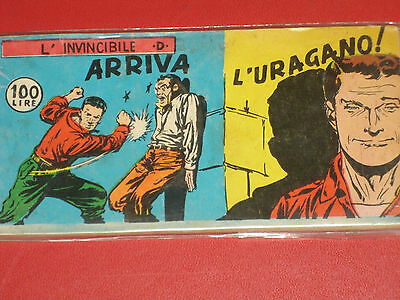 L'INVINCIBILE •D•
ARRIVA
L'URAGANO!
100
LIRE